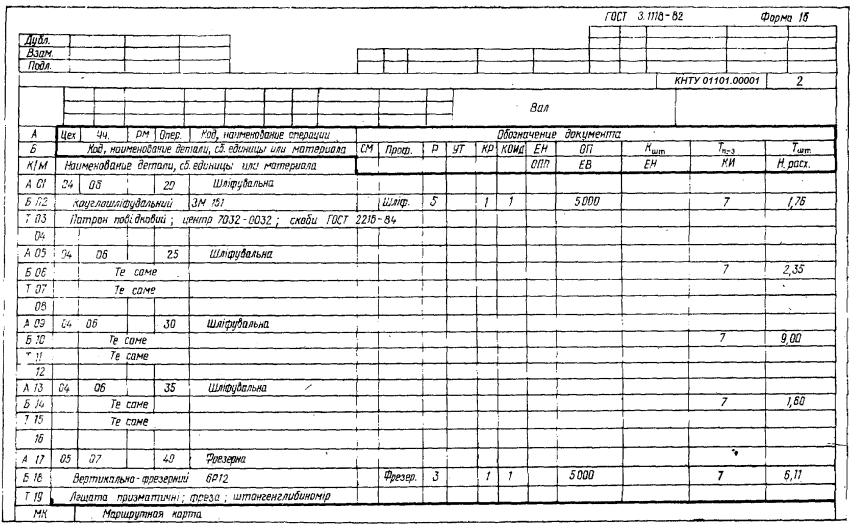 ГОСТ 3.1118-82 Форма 1б
Дубл.
Взам.
Подл.
КНТУ 01101.00001 2
Вал
А Цех Уч. РМ Опер. Код, наименование операции Обозначение документа
Б Код, наименование детали, сб. единицы или материала СМ Проф. Р УТ КР КОИД ЕН ОП Кшт Тп-з Тшт
К/М Наименование детали, сб. единицы или материала ОПП ЕВ ЕН КИ Н. расх.
А 01 04 06 20 Шліфувальна
Б 02 Круглошліфувальний 3М 151 Шліф. 5 1 1 5000 7 1,76
Т 03 Патрон повідковий ; центр 7032-0032 ; скоби ГОСТ 2216-84
04
А 05 04 06 25 Шліфувальна
Б 06 Те саме 7 2,35
Т 07 Те саме
08
А 09 04 06 30 Шліфувальна
Б 10 Те саме 7 9,00
Т 11 Те саме
12
А 13 04 06 35 Шліфувальна
Б 14 Те саме 7 1,60
Т 15 Те саме
16
А 17 05 07 40 Фрезерна
Б 18 Вертикально-фрезерний 6Р12 Фрезер. 3 1 1 5000 7 6,11
Т 19 Лещата призматичні ; фреза ; штангенглибиномір
МК Маршрутная карта